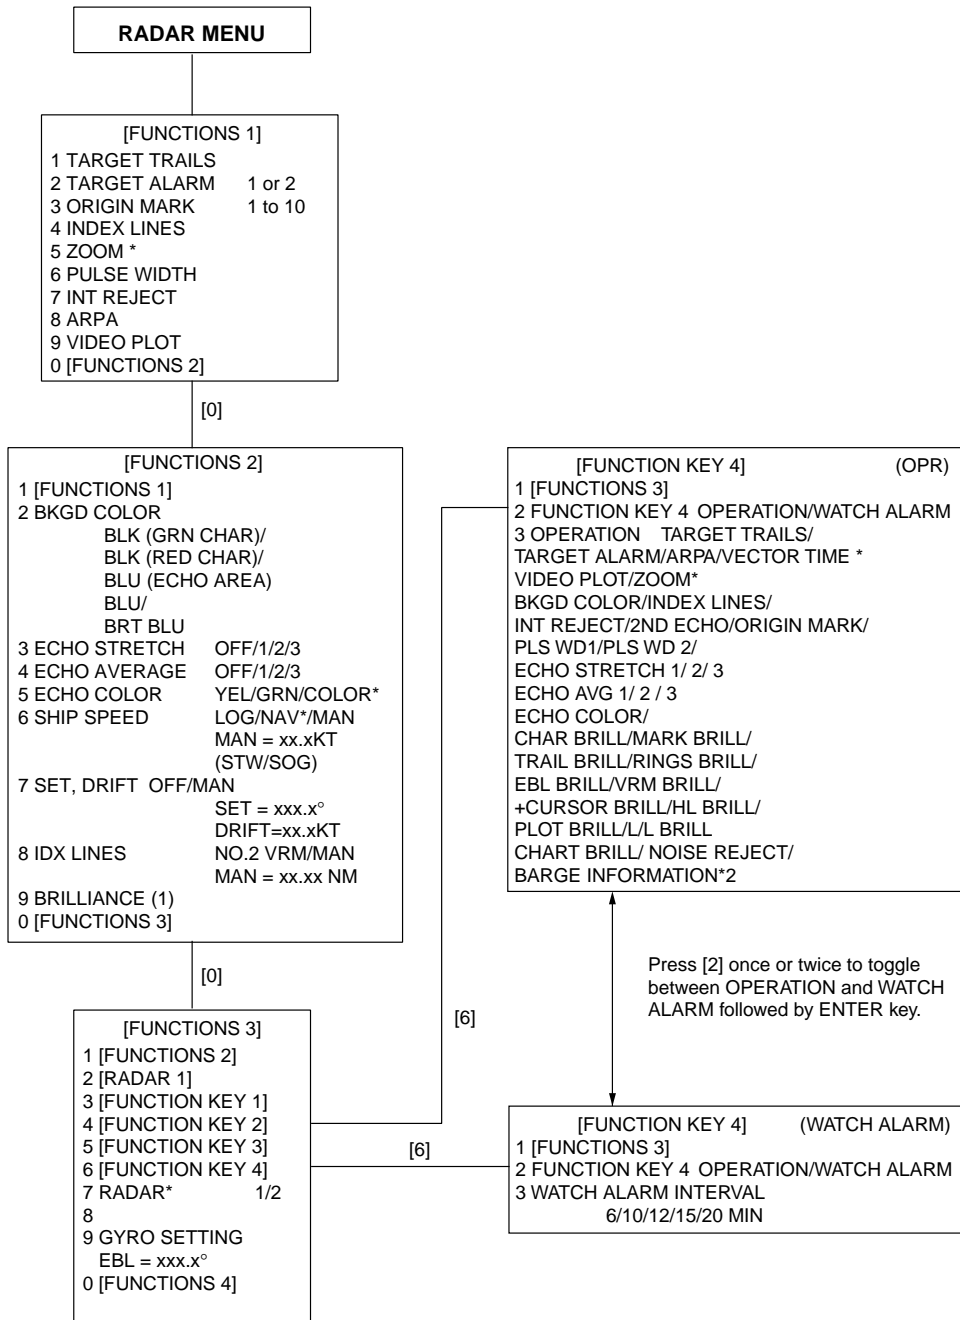 RADAR MENU
[FUNCTIONS 1]
1 TARGET TRAILS
2 TARGET ALARM 1 or 2
3 ORIGIN MARK 1 to 10
4 INDEX LINES
5 ZOOM *
6 PULSE WIDTH
7 INT REJECT
8 ARPA
9 VIDEO PLOT
0 [FUNCTIONS 2]
[0]
[FUNCTIONS 2]
1 [FUNCTIONS 1]
2 BKGD COLOR
BLK (GRN CHAR)/
BLK (RED CHAR)/
BLU (ECHO AREA)
BLU/
BRT BLU
3 ECHO STRETCH OFF/1/2/3
4 ECHO AVERAGE OFF/1/2/3
5 ECHO COLOR YEL/GRN/COLOR*
6 SHIP SPEED LOG/NAV*/MAN
MAN = xx.xKT
(STW/SOG)
7 SET, DRIFT OFF/MAN
SET = xxx.x°
DRIFT=xx.xKT
8 IDX LINES NO.2 VRM/MAN
MAN = xx.xx NM
9 BRILLIANCE (1)
0 [FUNCTIONS 3]
[0]
[FUNCTIONS 3]
1 [FUNCTIONS 2]
2 [RADAR 1]
3 [FUNCTION KEY 1]
4 [FUNCTION KEY 2]
5 [FUNCTION KEY 3]
6 [FUNCTION KEY 4]
7 RADAR* 1/2
8
9 GYRO SETTING
EBL = xxx.x°
0 [FUNCTIONS 4]
[6]
[6]
[FUNCTION KEY 4] (OPR)
1 [FUNCTIONS 3]
2 FUNCTION KEY 4 OPERATION/WATCH ALARM
3 OPERATION TARGET TRAILS/
TARGET ALARM/ARPA/VECTOR TIME *
VIDEO PLOT/ZOOM*
BKGD COLOR/INDEX LINES/
INT REJECT/2ND ECHO/ORIGIN MARK/
PLS WD1/PLS WD 2/
ECHO STRETCH 1/ 2/ 3
ECHO AVG 1/ 2 / 3
ECHO COLOR/
CHAR BRILL/MARK BRILL/
TRAIL BRILL/RINGS BRILL/
EBL BRILL/VRM BRILL/
+CURSOR BRILL/HL BRILL/
PLOT BRILL/L/L BRILL
CHART BRILL/ NOISE REJECT/
BARGE INFORMATION*2
Press [2] once or twice to toggle
between OPERATION and WATCH
ALARM followed by ENTER key.
[FUNCTION KEY 4] (WATCH ALARM)
1 [FUNCTIONS 3]
2 FUNCTION KEY 4 OPERATION/WATCH ALARM
3 WATCH ALARM INTERVAL
6/10/12/15/20 MIN